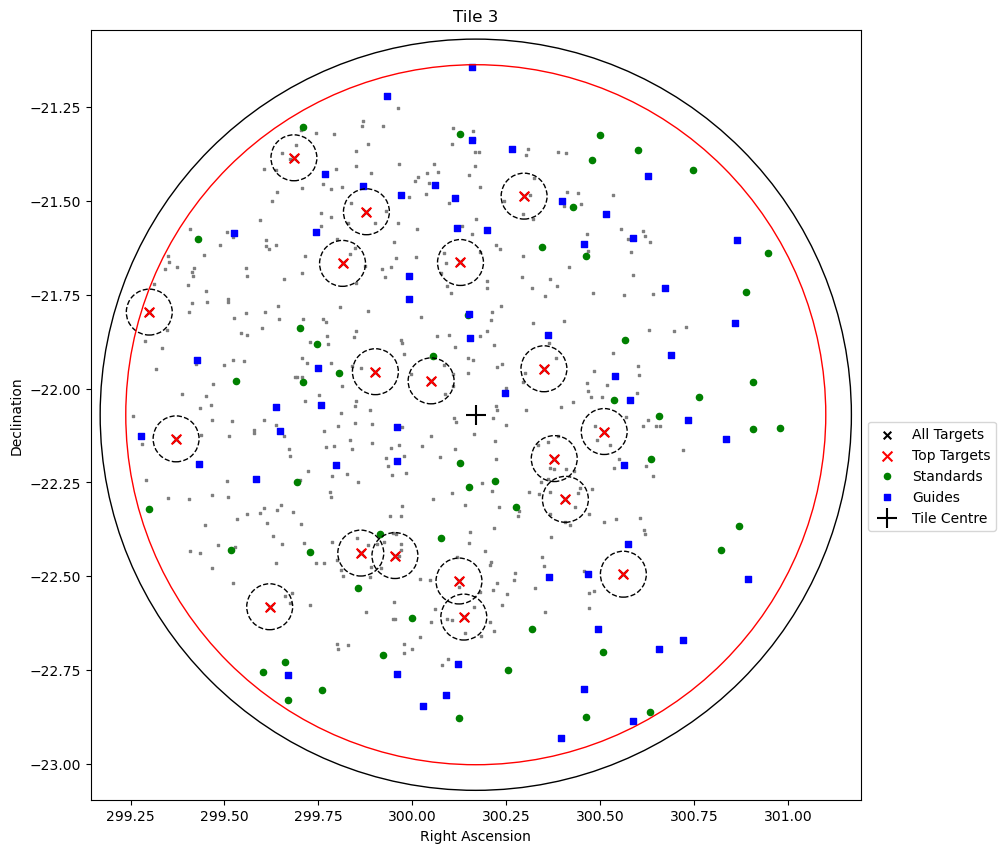 Tile 3
−21.25
−21.50
−21.75
−22.00
−22.25
−22.50
−22.75
−23.00
Declination
299.25
299.50
299.75
300.00
300.25
300.50
300.75
301.00
Right Ascension
All Targets
Top Targets
Standards
Guides
Tile Centre